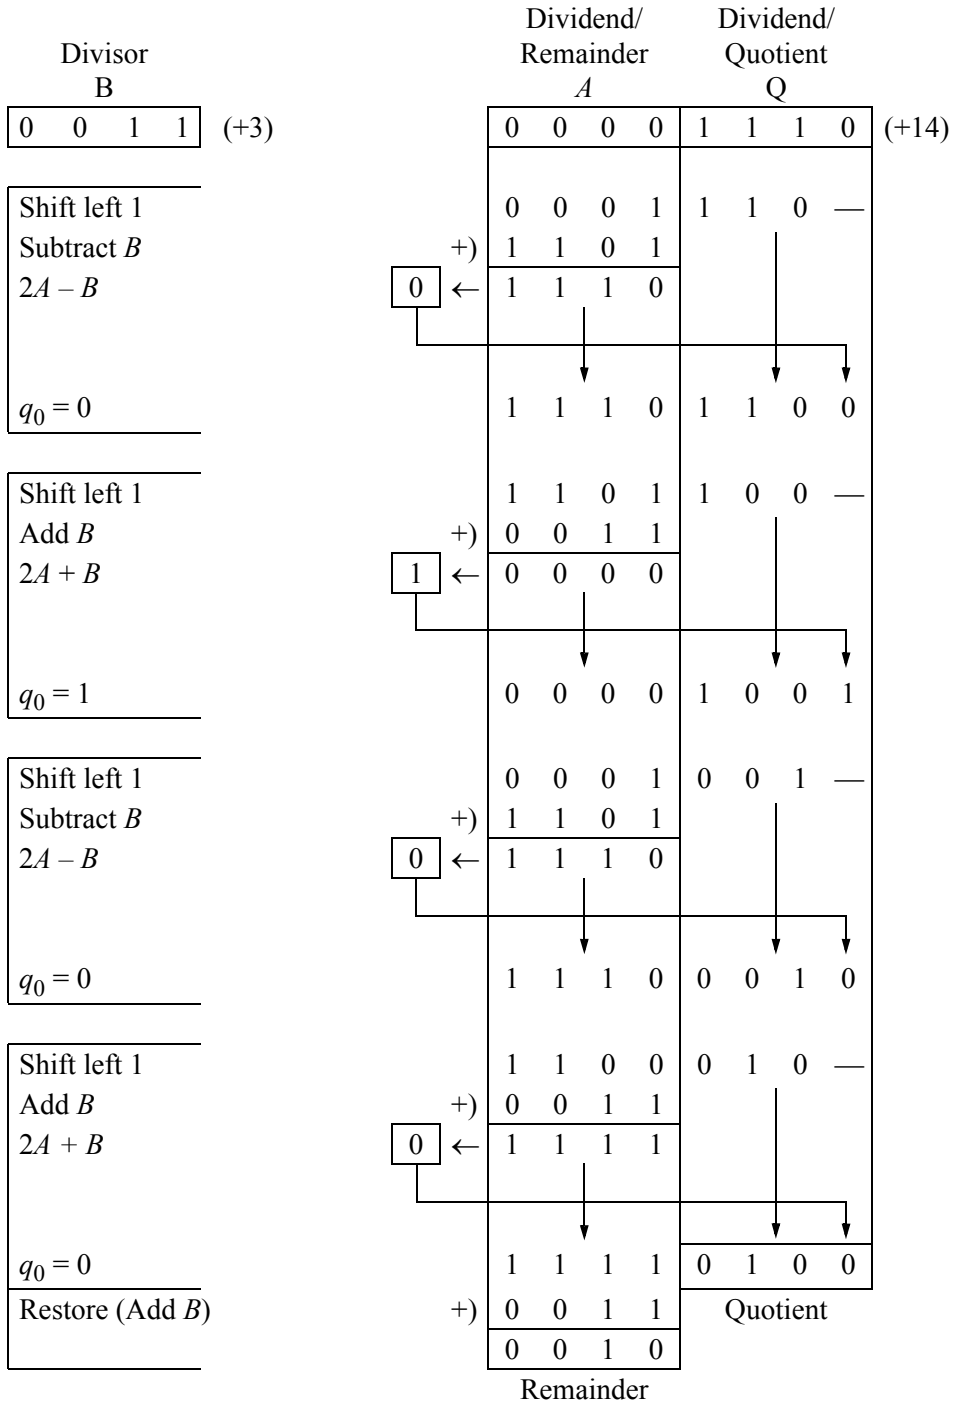 Dividend/ Dividend/
Divisor Remainder Quotient
B A Q
0 0 1 1 (+3) 0 0 0 0 1 1 1 0 (+14)
Shift left 1 0 0 0 1 1 1 0 —
Subtract B +) 1 1 0 1
2A – B 0 ← 1 1 1 0
q0 = 0 1 1 1 0 1 1 0 0
Shift left 1 1 1 0 1 1 0 0 —
Add B +) 0 0 1 1
2A + B 1 ← 0 0 0 0
q0 = 1 0 0 0 0 1 0 0 1
Shift left 1 0 0 0 1 0 0 1 —
Subtract B +) 1 1 0 1
2A – B 0 ← 1 1 1 0
q0 = 0 1 1 1 0 0 0 1 0
Shift left 1 1 1 0 0 0 1 0 —
Add B +) 0 0 1 1
2A + B 0 ← 1 1 1 1
q0 = 0 1 1 1 1 0 1 0 0
Restore (Add B) +) 0 0 1 1 Quotient
0 0 1 0
Remainder